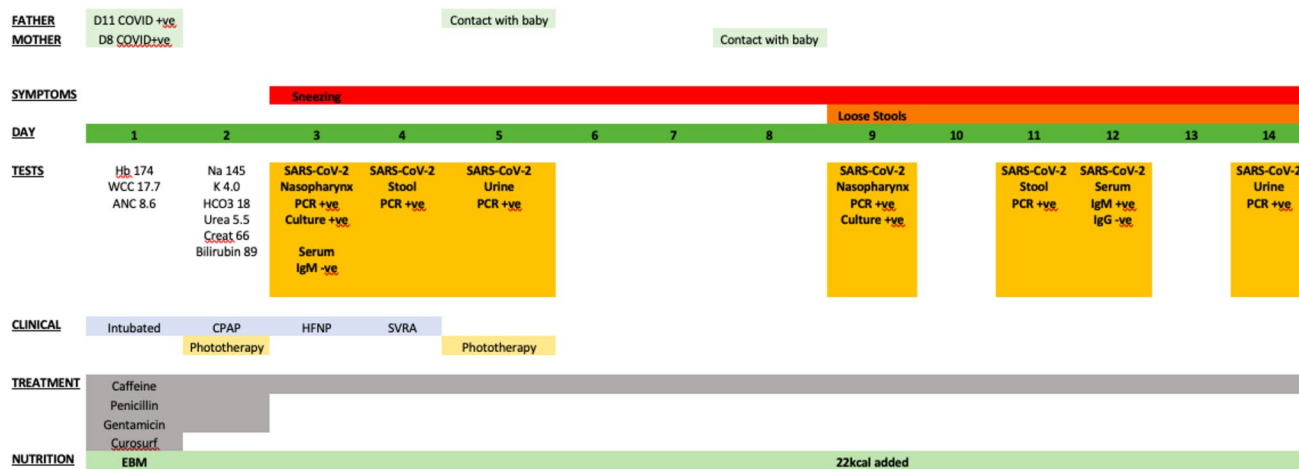 FATHER D11 COVID +ve Contact with baby
MOTHER D8 COVID+ve Contact with baby
SYMPTOMS Sneezing
Loose Stools
DAY 1 2 3 4 5 6 7 8 9 10 11 12 13 14
TESTS Hb 174 Na 145 SARS-CoV-2 SARS-CoV-2 SARS-CoV-2 SARS-CoV-2 SARS-CoV-2 SARS-CoV-2 SARS-CoV-2
WCC 17.7 K 4.0 Nasopharynx Stool Urine Nasopharynx Stool Serum Urine
ANC 8.6 HCO3 18 PCR +ve PCR +ve PCR +ve PCR +ve PCR +ve IgM +ve PCR +ve
Urea 5.5 Culture +ve Culture +ve IgG -ve
Creat 66
Bilirubin 89 Serum
IgM -ve
CLINICAL Intubated CPAP HFNP SVRA
Phototherapy Phototherapy
TREATMENT Caffeine
Penicillin
Gentamicin
Curosurf
NUTRITION EBM 22kcal added